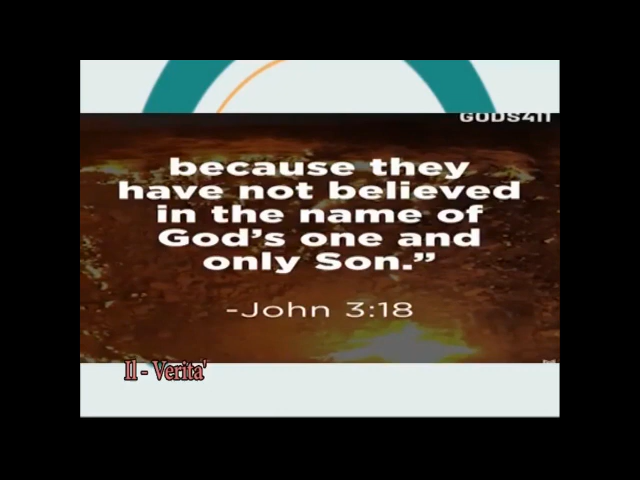 GODS411
because they
have not believed
in the name of
God's one and
only Son."
-John 3:18
Il - Verita'